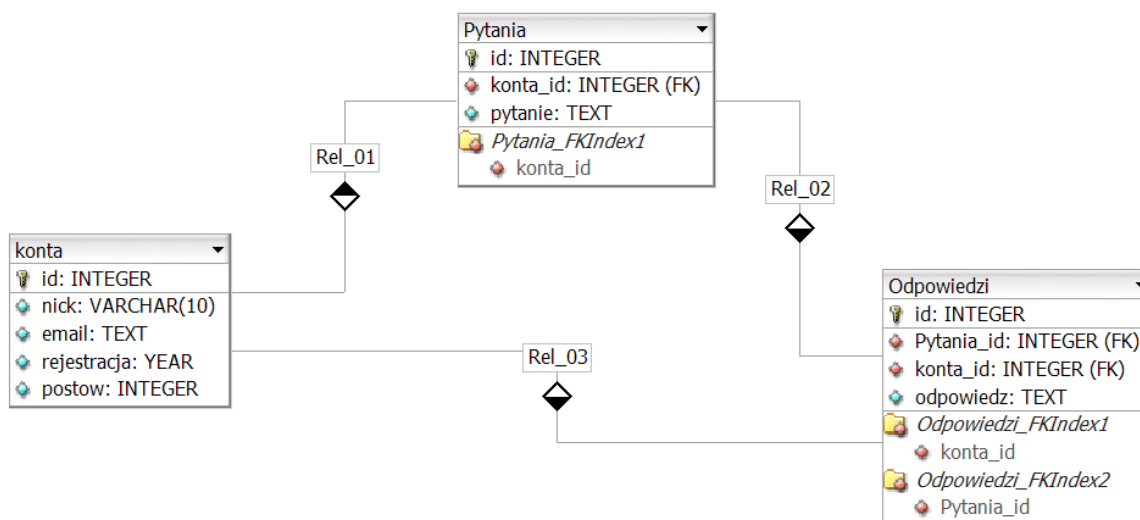 Pytania
id: INTEGER
konta_id: INTEGER (FK)
pytanie: TEXT
Pytania_FKIndex1
konta_id
Rel_01
Rel_02
konta
id: INTEGER
nick: VARCHAR(10)
email: TEXT
rejestracja: YEAR
postow: INTEGER
Rel_03
Odpowiedzi
id: INTEGER
Pytania_id: INTEGER (FK)
konta_id: INTEGER (FK)
odpowiedz: TEXT
Odpowiedzi_FKIndex1
konta_id
Odpowiedzi_FKIndex2
Pytania_id